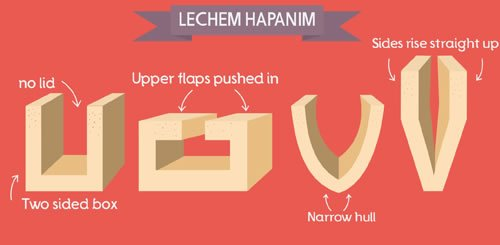 LECHEM HAPANIM
Sides rise straight up
no lid
Upper flaps pushed in
Two sided box
Narrow hull